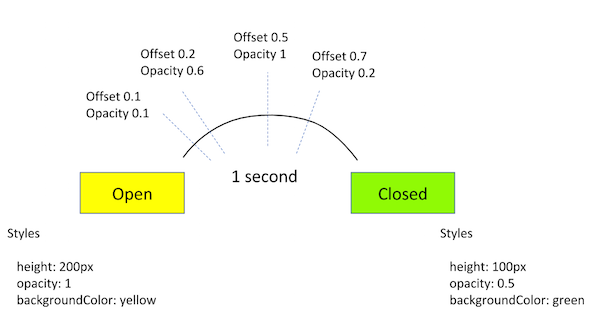 Offset 0.5
Opacity 1
Offset 0.2
Opacity 0.6
Offset 0.7
Opacity 0.2
Offset 0.1
Opacity 0.1
1 second
Open
Closed
Styles
height: 200px
opacity: 1
backgroundColor: yellow
Styles
height: 100px
opacity: 0.5
backgroundColor: green